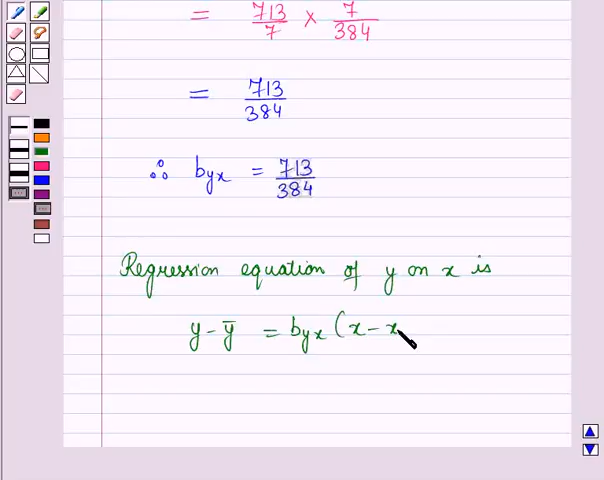 = 713/7 × 7/384
= 713/384
∴ byx = 713/384
Regression equation of y on x is
y - ȳ = byx (x - x